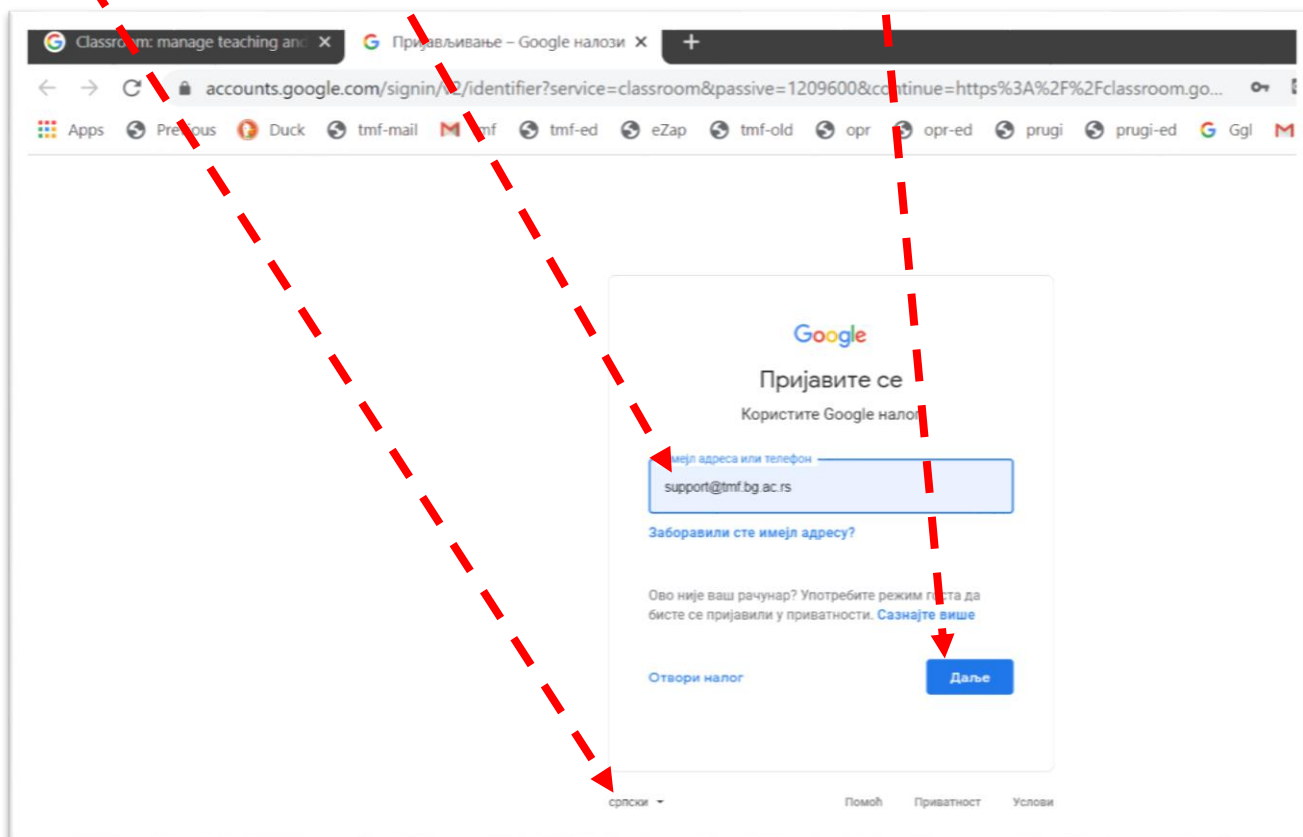 Classroom: manage teaching and
Пријављивање – Google налози
accounts.google.com/signin/v2/identifier?service=classroom&passive=1209600&continue=https%3A%2F%2Fclassroom.go...
Apps Previous Duck tmf-mail tmf tmf-ed eZap tmf-old opr opr-ed prugi prugi-ed Ggl
Google
Пријавите се
Користите Google налог
Имејл адреса или телефон
support@tmf.bg.ac.rs
Заборавили сте имејл адресу?
Ово није ваш рачунар? Употребите режим госта да
бисте се пријавили у приватности. Сазнајте више
Отвори налог
Даље
српски
Помоћ Приватност Услови